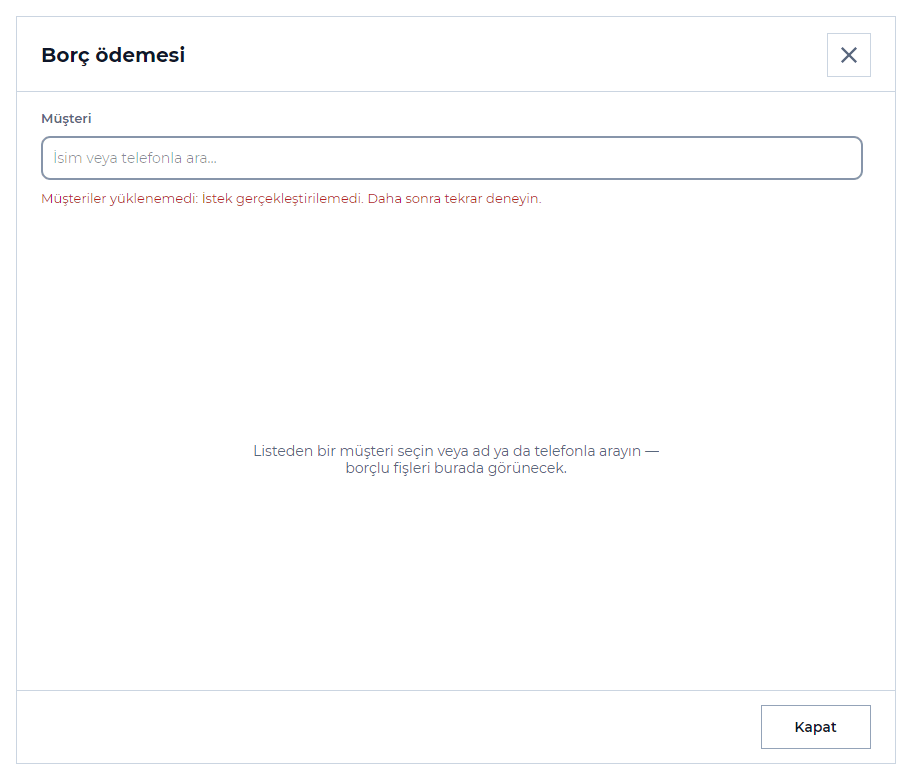 Borç ödemesi
Müşteri
İsim veya telefonla ara...
Müşteriler yüklenemedi: İstek gerçekleştirilemedi. Daha sonra tekrar deneyin.
Listeden bir müşteri seçin veya ad ya da telefonla arayın —
borçlu fişleri burada görünecek.
Kapat